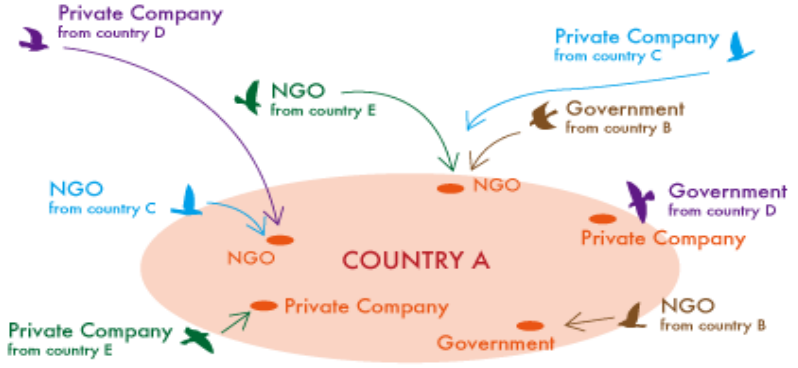 Private Company
from country D
Private Company
from country C
NGO
from country E
Government
from country B
NGO
from country C
NGO
Government
from country D
Private Company
NGO
COUNTRY A
Private Company
NGO
from country B
Private Company
from country E
Government